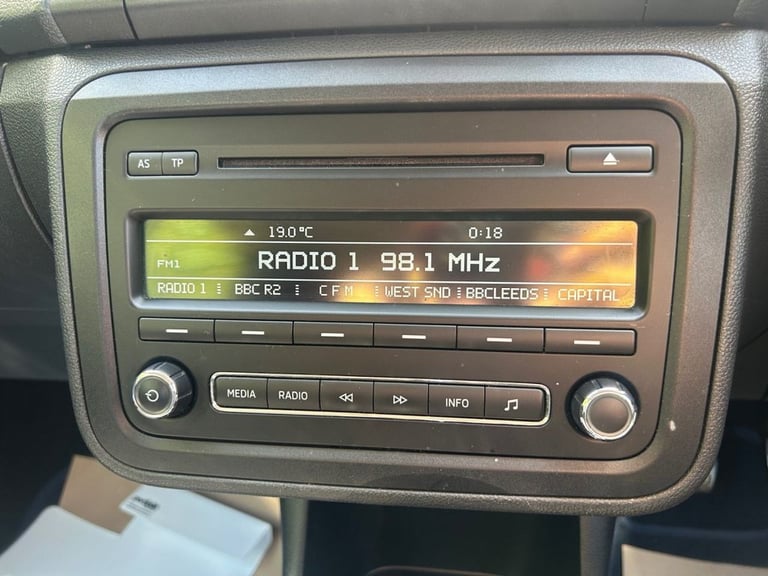 AS TP
19.0°C 0:18
FM1 RADIO 1 98.1 MHz
RADIO 1 BBC R2 C F M WEST SND BBCLEEDS CAPITAL
MEDIA RADIO INFO